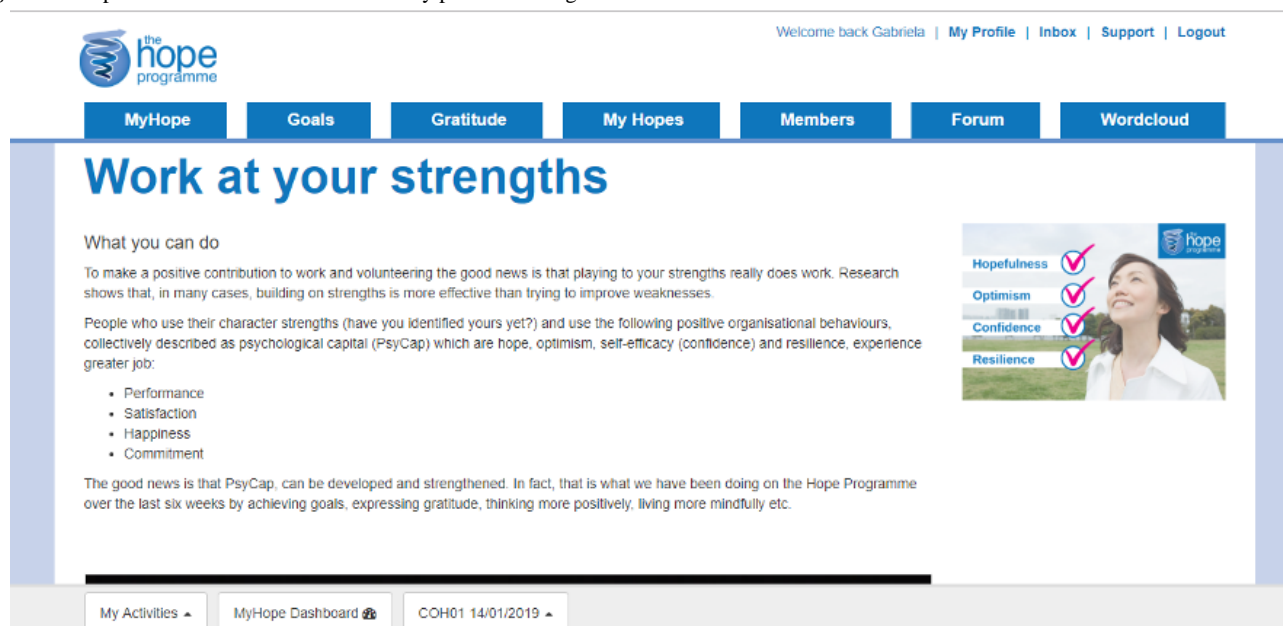 the
hope
programme
Welcome back Gabriela | My Profile | Inbox | Support | Logout
MyHope Goals Gratitude My Hopes Members Forum Wordcloud
Work at your strengths
What you can do
To make a positive contribution to work and volunteering the good news is that playing to your strengths really does work. Research
shows that, in many cases, building on strengths is more effective than trying to improve weaknesses.
People who use their character strengths (have you identified yours yet?) and use the following positive organisational behaviours,
collectively described as psychological capital (PsyCap) which are hope, optimism, self-efficacy (confidence) and resilience, experience
greater job:
• Performance
• Satisfaction
• Happiness
• Commitment
The good news is that PsyCap, can be developed and strengthened. In fact, that is what we have been doing on the Hope Programme
over the last six weeks by achieving goals, expressing gratitude, thinking more positively, living more mindfully etc.
the
hope
programme
Hopefulness
Optimism
Confidence
Resilience
My Activities MyHope Dashboard COH01 14/01/2019